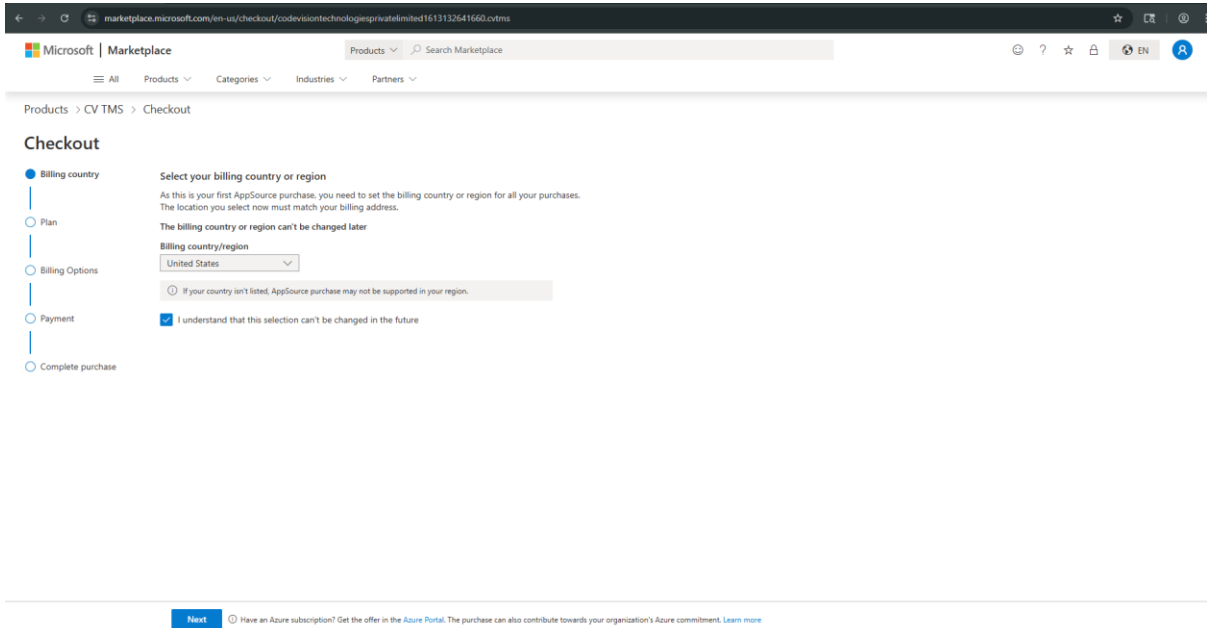 marketplace.microsoft.com/en-us/checkout/codevisiontechnologiesprivatelimited1613132641660.cvtms
Microsoft | Marketplace
Products
Search Marketplace
?
EN
A
All
Products
Categories
Industries
Partners
Products > CV TMS > Checkout
Checkout
Billing country
Plan
Billing Options
Payment
Complete purchase
Select your billing country or region
As this is your first AppSource purchase, you need to set the billing country or region for all your purchases.
The location you select now must match your billing address.
The billing country or region can't be changed later
Billing country/region
United States
If your country isn't listed, AppSource purchase may not be supported in your region.
I understand that this selection can't be changed in the future
Next
Have an Azure subscription? Get the offer in the Azure Portal. The purchase can also contribute towards your organization's Azure commitment. Learn more